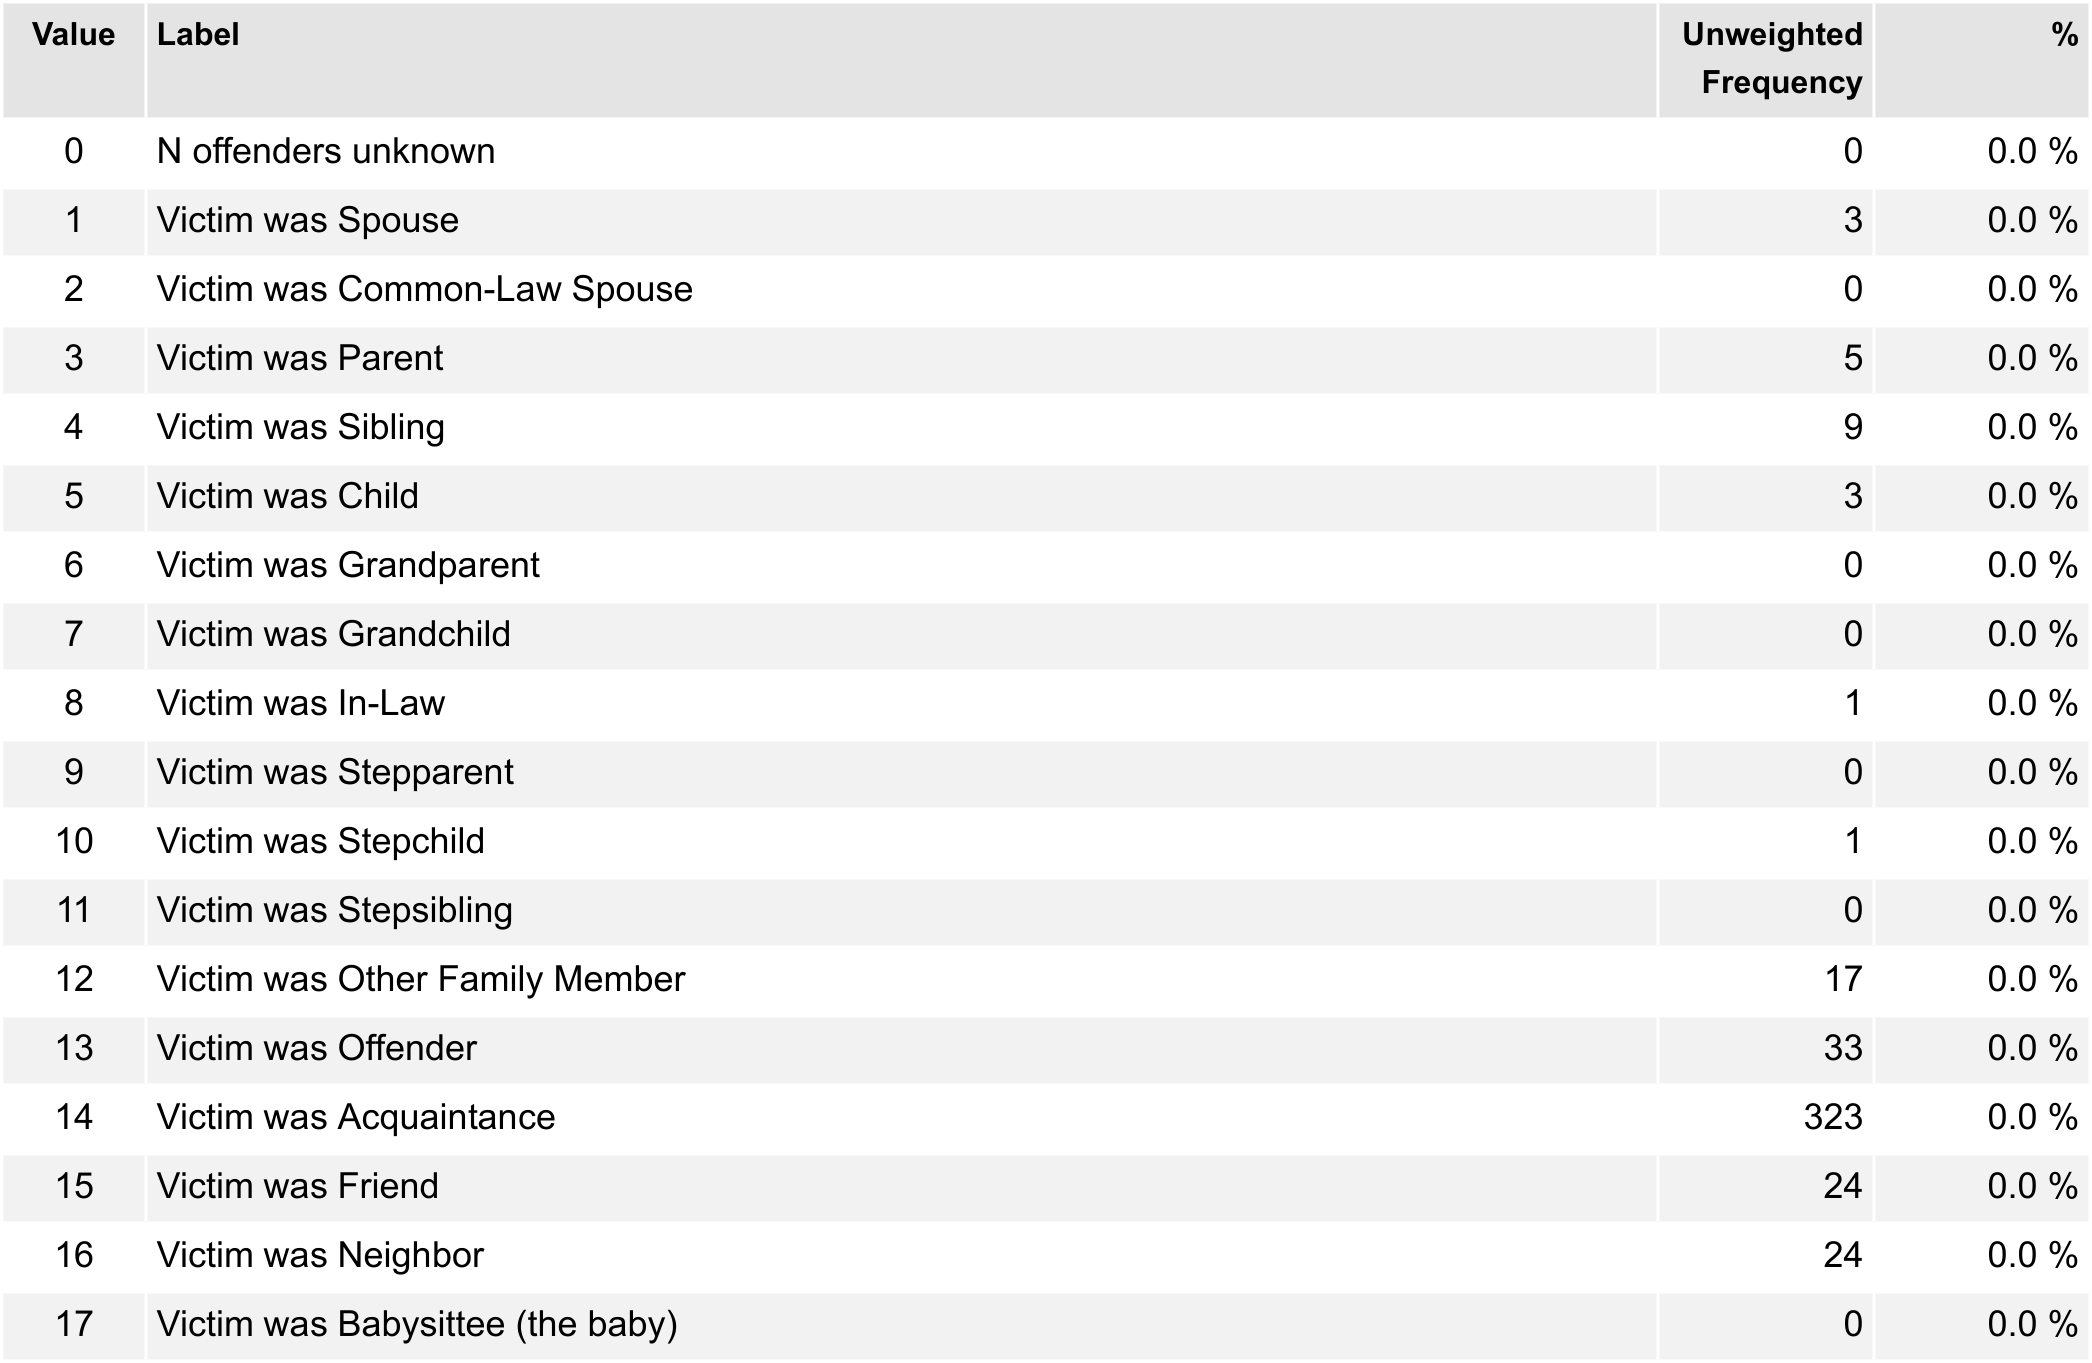 Value Label Unweighted Frequency %
0 N offenders unknown 0 0.0 %
1 Victim was Spouse 3 0.0 %
2 Victim was Common-Law Spouse 0 0.0 %
3 Victim was Parent 5 0.0 %
4 Victim was Sibling 9 0.0 %
5 Victim was Child 3 0.0 %
6 Victim was Grandparent 0 0.0 %
7 Victim was Grandchild 0 0.0 %
8 Victim was In-Law 1 0.0 %
9 Victim was Stepparent 0 0.0 %
10 Victim was Stepchild 1 0.0 %
11 Victim was Stepsibling 0 0.0 %
12 Victim was Other Family Member 17 0.0 %
13 Victim was Offender 33 0.0 %
14 Victim was Acquaintance 323 0.0 %
15 Victim was Friend 24 0.0 %
16 Victim was Neighbor 24 0.0 %
17 Victim was Babysittee (the baby) 0 0.0 %